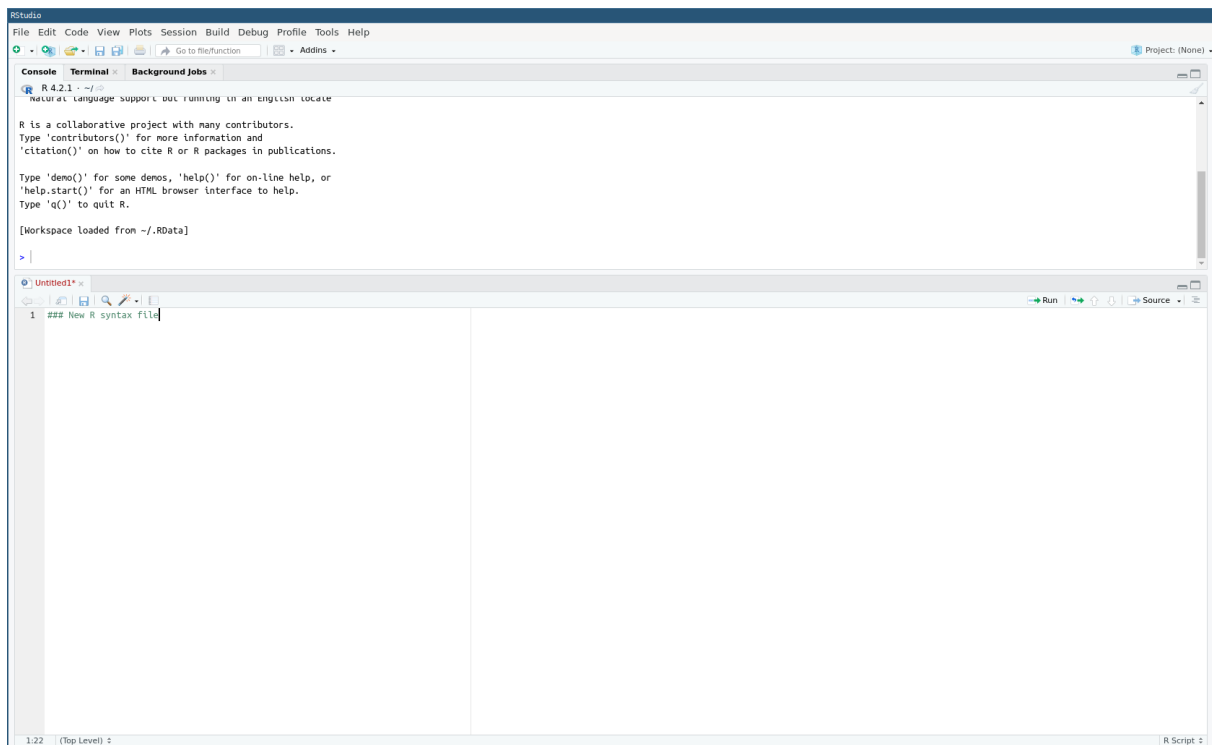 RStudio
File Edit Code View Plots Session Build Debug Profile Tools Help
Go to file/function Addins Project: (None)
Console Terminal Background Jobs
R 4.2.1 · ~/
Natural language support but running in an English locale
R is a collaborative project with many contributors.
Type 'contributors()' for more information and
'citation()' on how to cite R or R packages in publications.
Type 'demo()' for some demos, 'help()' for on-line help, or
'help.start()' for an HTML browser interface to help.
Type 'q()' to quit R.
[Workspace loaded from ~/.RData]
>
Untitled1*
Run Source
1 ### New R syntax file
1:22 (Top Level) R Script